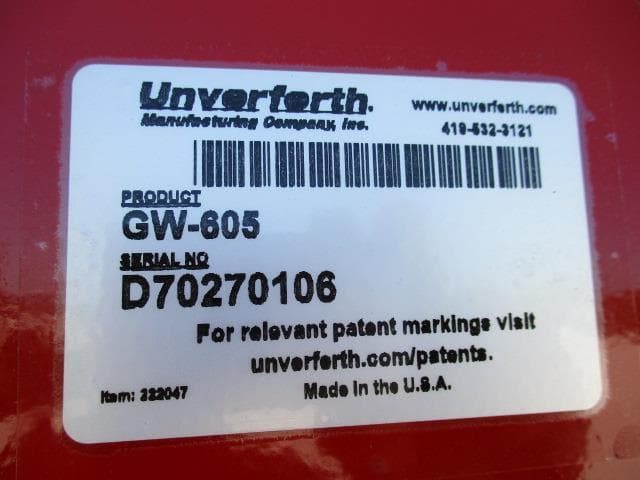 Unverferth.
Manufacturing Company, Inc.
www.unverferth.com
419-532-3121
PRODUCT
GW-605
SERIAL NO
D70270106
For relevant patent markings visit
unverferth.com/patents.
Item: 222047
Made in the U.S.A.